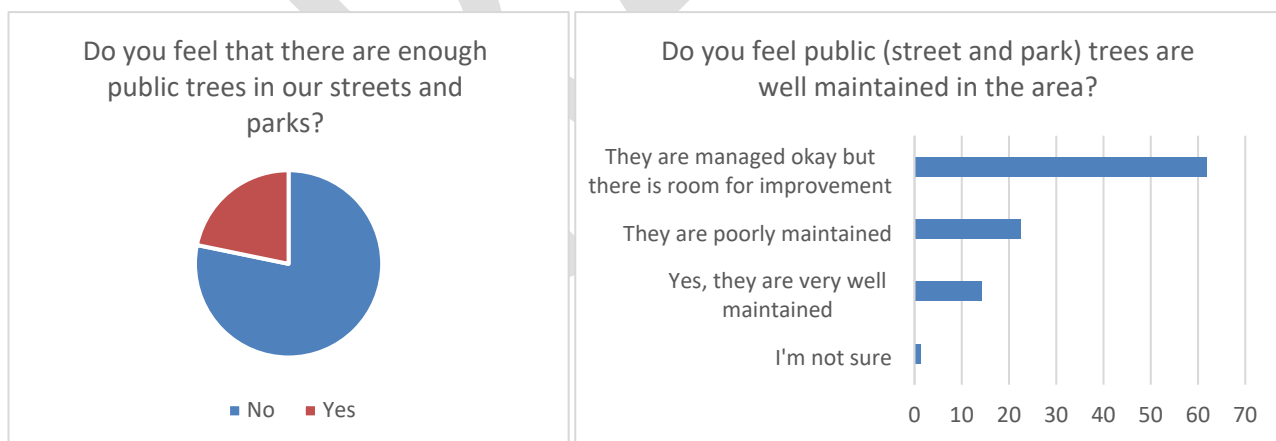 Do you feel that there are enough
public trees in our streets and
parks?
No Yes
Do you feel public (street and park) trees are
well maintained in the area?
They are managed okay but
there is room for improvement
They are poorly maintained
Yes, they are very well
maintained
I'm not sure
0 10 20 30 40 50 60 70